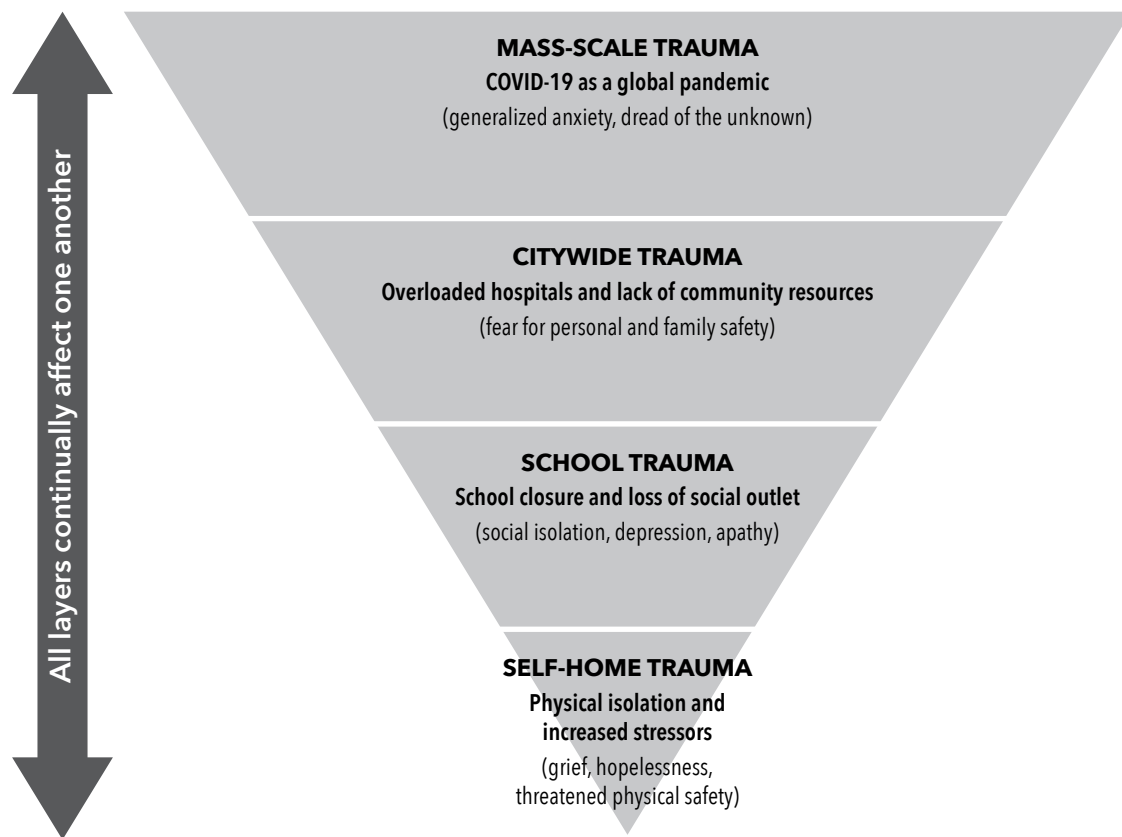 All layers continually affect one another
MASS-SCALE TRAUMA
COVID-19 as a global pandemic
(generalized anxiety, dread of the unknown)
CITYWIDE TRAUMA
Overloaded hospitals and lack of community resources
(fear for personal and family safety)
SCHOOL TRAUMA
School closure and loss of social outlet
(social isolation, depression, apathy)
SELF-HOME TRAUMA
Physical isolation and
increased stressors
(grief, hopelessness,
threatened physical safety)